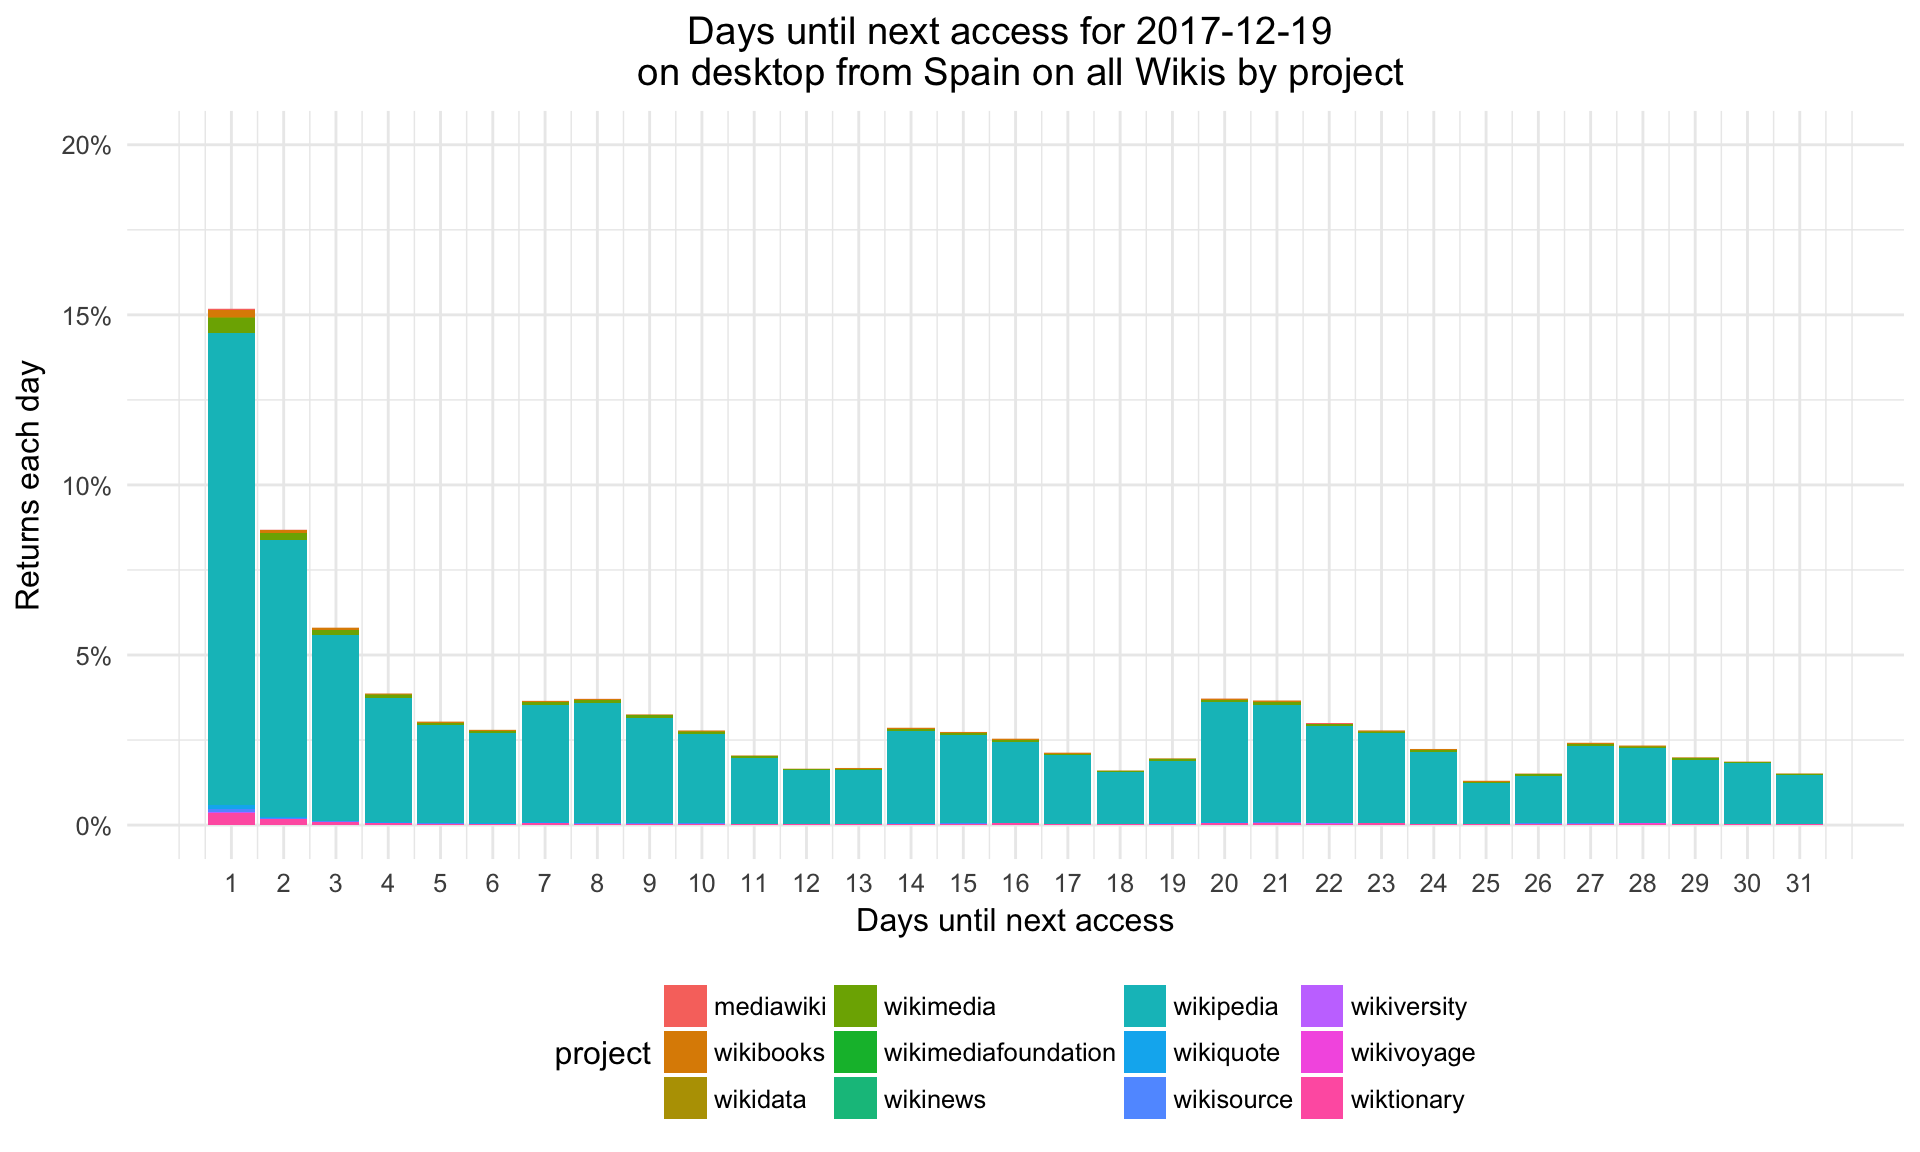 Days until next access for 2017-12-19
on desktop from Spain on all Wikis by project
Returns each day
20%
15%
10%
5%
0%
1 2 3 4 5 6 7 8 9 10 11 12 13 14 15 16 17 18 19 20 21 22 23 24 25 26 27 28 29 30 31
Days until next access
project
mediawiki wikimedia wikipedia wikiversity
wikibooks wikimediafoundation wikiquote wikivoyage
wikidata wikinews wikisource wiktionary